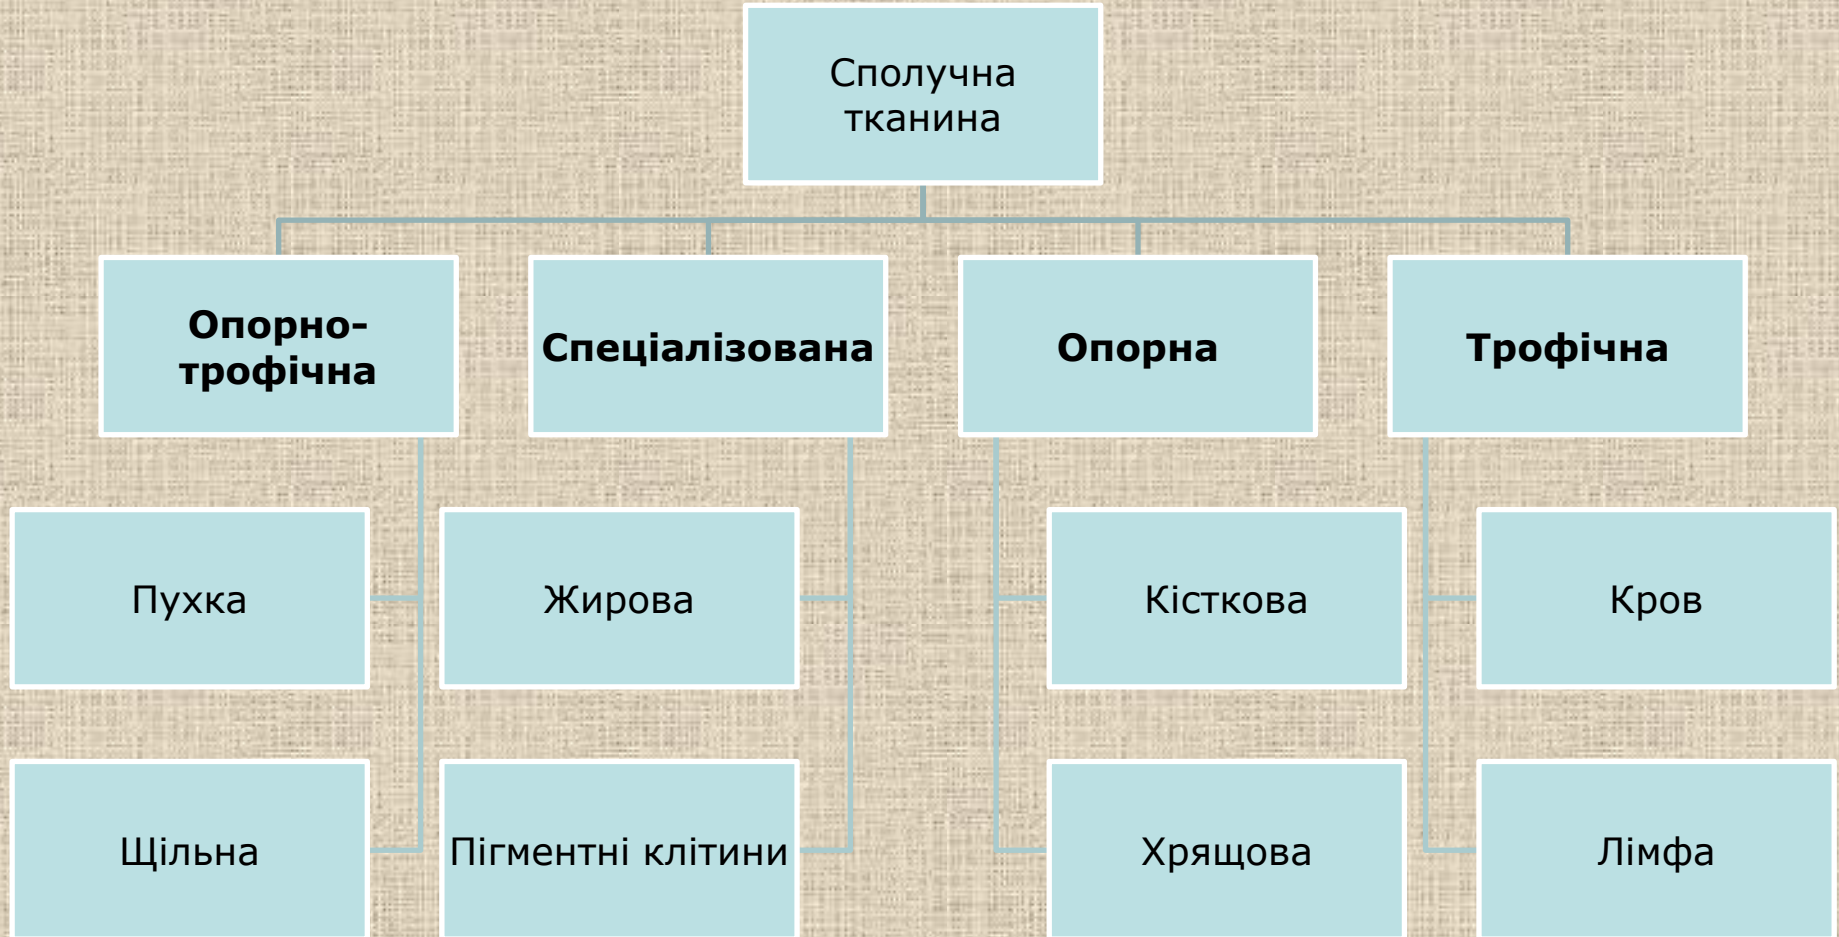 Сполучна
тканина
Опорно-
трофічна
Спеціалізована
Опорна
Трофічна
Пухка
Жирова
Кісткова
Кров
Щільна
Пігментні клітини
Хрящова
Лімфа